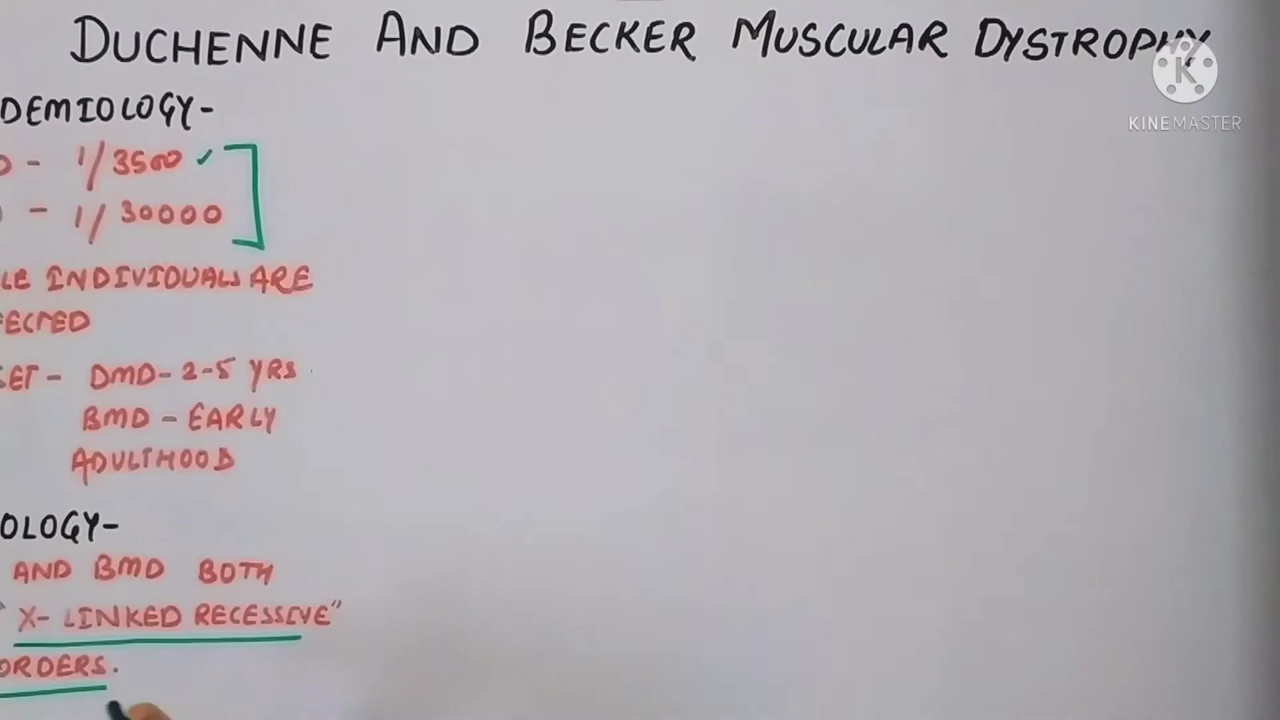 DUCHENNE AND BECKER MUSCULAR DYSTROPHY
KINEMASTER
DEMIOLOGY-
D - 1/3500 ✓
- 1/30000
LE INDIVIDUALS ARE
FECTED
SET - DMD- 2-5 YRS
BMD - EARLY
ADULTHOOD
OLOGY-
AND BMD BOTH
"X- LINKED RECESSIVE"
ORDERS.